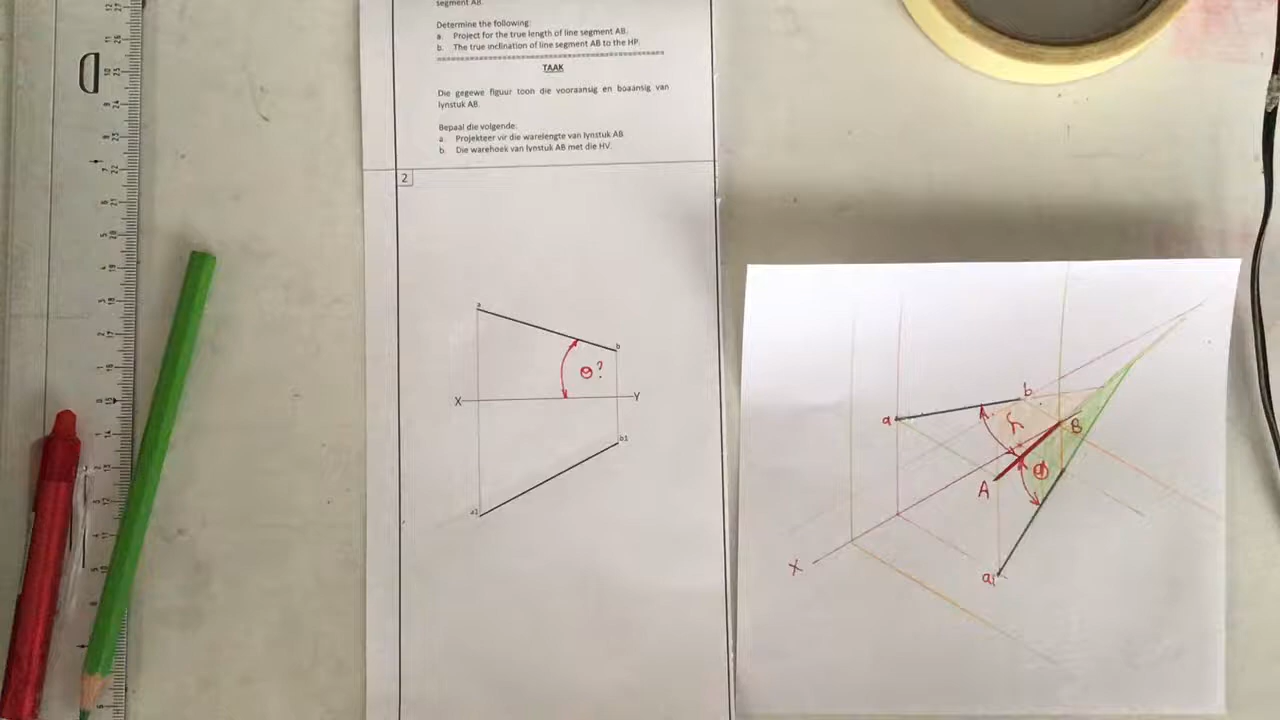 segment AB.
Determine the following:
a. Project for the true length of line segment AB.
b. The true inclination of line segment AB to the HP.
TAAK
Die gegewe figuur toon die vooraansig en boaansig van
lynstuk AB.
Bepaal die volgende:
a. Projekteer vir die warelengte van lynstuk AB
b. Die warehoek van lynstuk AB met die HV.
2
a
b
Θ?
X
Y
b1
a1
b
a
B
A
Θ
X
a1